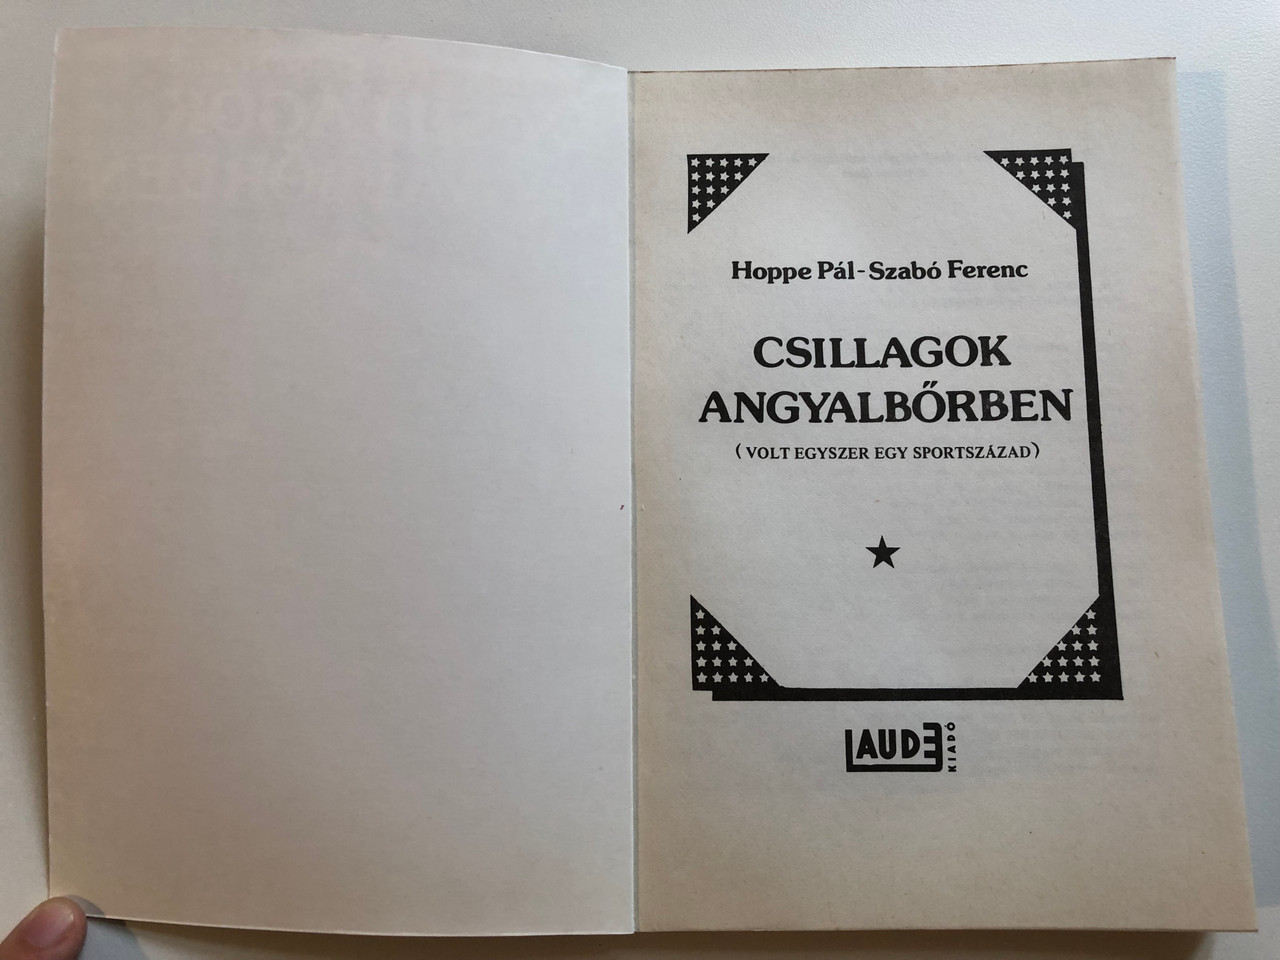 Hoppe Pál-Szabó Ferenc
CSILLAGOK
ANGYALBŐRBEN
(VOLT EGYSZER EGY SPORTSZÁZAD)
LAUDE
KIADÓ